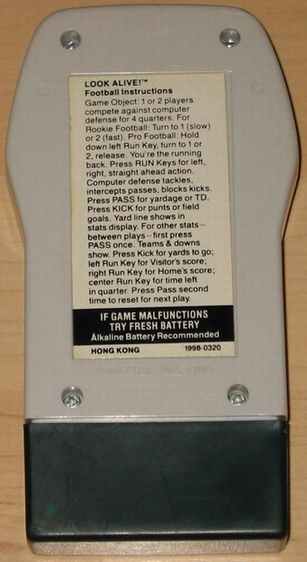 LOOK ALIVE!™
Football Instructions
Game Object: 1 or 2 players
compete against computer
defense for 4 quarters. For
Rookie Football: Turn to 1 (slow)
or 2 (fast). Pro Football: Hold
down left Run Key, turn to 1 or
2, release. You're the running
back. Press RUN Keys for left,
right, straight ahead action.
Computer defense tackles,
intercepts passes, blocks kicks.
Press PASS for yardage or TD.
Press KICK for punts or field
goals. Yard line shows in
stats display. For other stats—
between plays—first press
PASS once. Teams & downs
show. Press Kick for yards to go;
left Run Key for Visitor's score;
right Run Key for Home's score;
center Run Key for time left
in quarter. Press Pass second
time to reset for next play.
IF GAME MALFUNCTIONS
TRY FRESH BATTERY
Alkaline Battery Recommended
HONG KONG 1998-0320